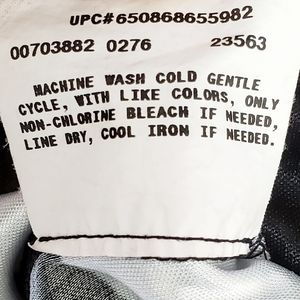 UPC#650868655982
00703882 0276 23563
MACHINE WASH COLD GENTLE
CYCLE, WITH LIKE COLORS, ONLY
NON-CHLORINE BLEACH IF NEEDED,
LINE DRY, COOL IRON IF NEEDED.